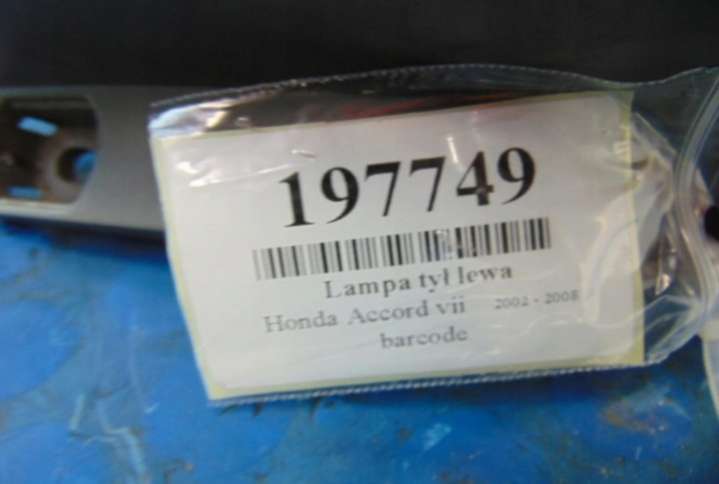 197749
Lampa tył lewa
Honda Accord vii 2002 - 2008
barcode